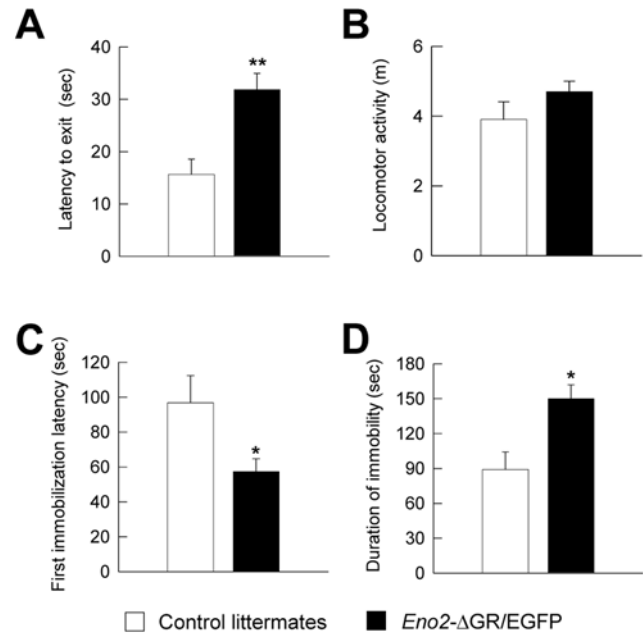 A
Latency to exit (sec)
40
30
20
10
0
**
B
Locomotor activity (m)
6
4
2
0
C
First immobilization latency (sec)
120
100
80
60
40
20
0
*
D
Duration of immobility (sec)
180
150
120
90
60
30
0
*
Control littermates
Eno2-ΔGR/EGFP